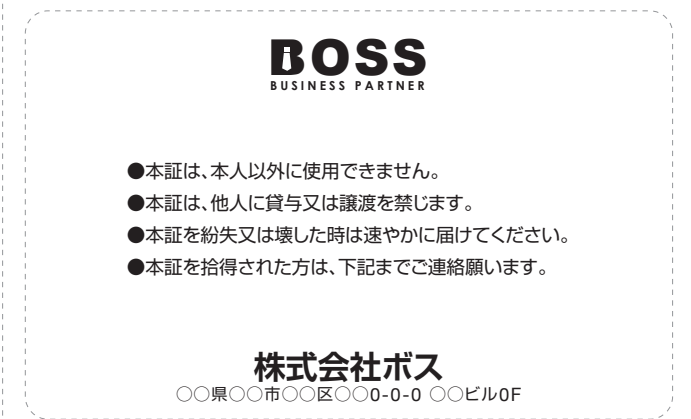 BOSS
BUSINESS PARTNER
●本証は、本人以外に使用できません。
●本証は、他人に貸与又は譲渡を禁じます。
●本証を紛失又は壊した時は速やかに届けてください。
●本証を拾得された方は、下記までご連絡願います。
株式会社ボス
○○県○○市○○区○○0-0-0 ○○ビル0F